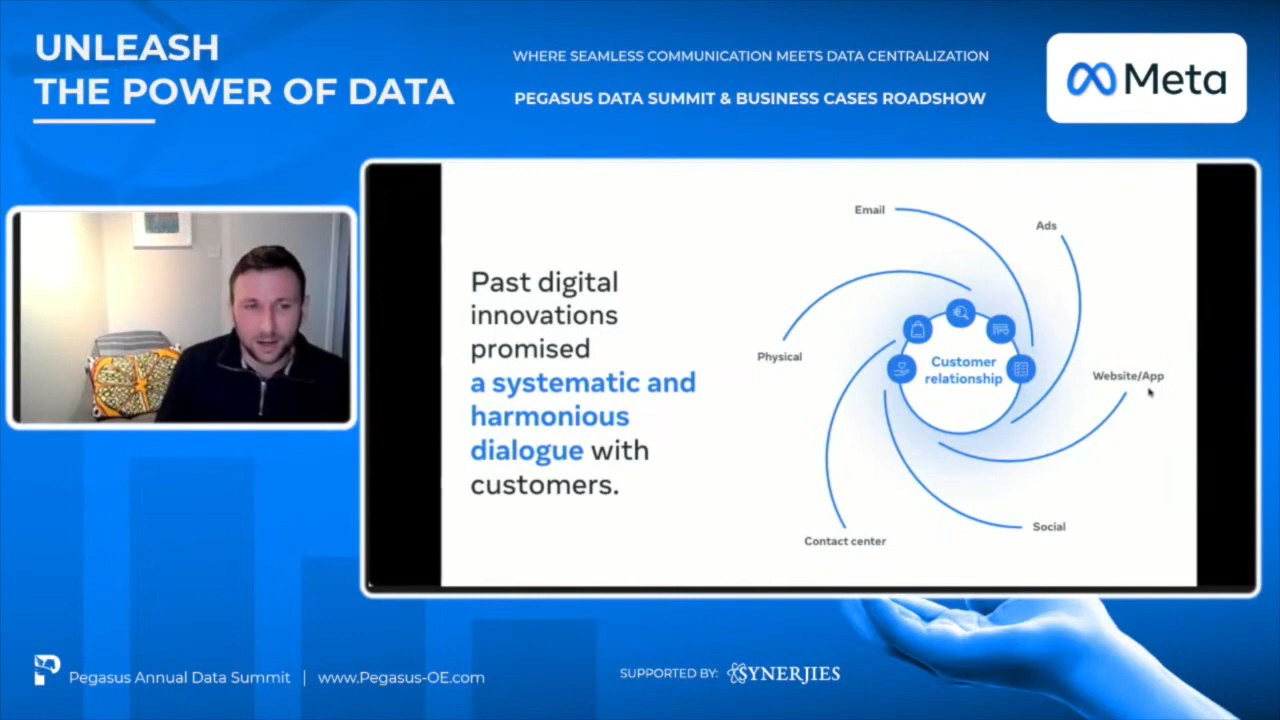 UNLEASH
THE POWER OF DATA
WHERE SEAMLESS COMMUNICATION MEETS DATA CENTRALIZATION
PEGASUS DATA SUMMIT & BUSINESS CASES ROADSHOW
Meta
Past digital
innovations
promised
a systematic and
harmonious
dialogue with
customers.
Email
Ads
Physical
Customer
relationship
Website/App
Social
Contact center
Pegasus Annual Data Summit | www.Pegasus-OE.com
SUPPORTED BY: SYNERJIES